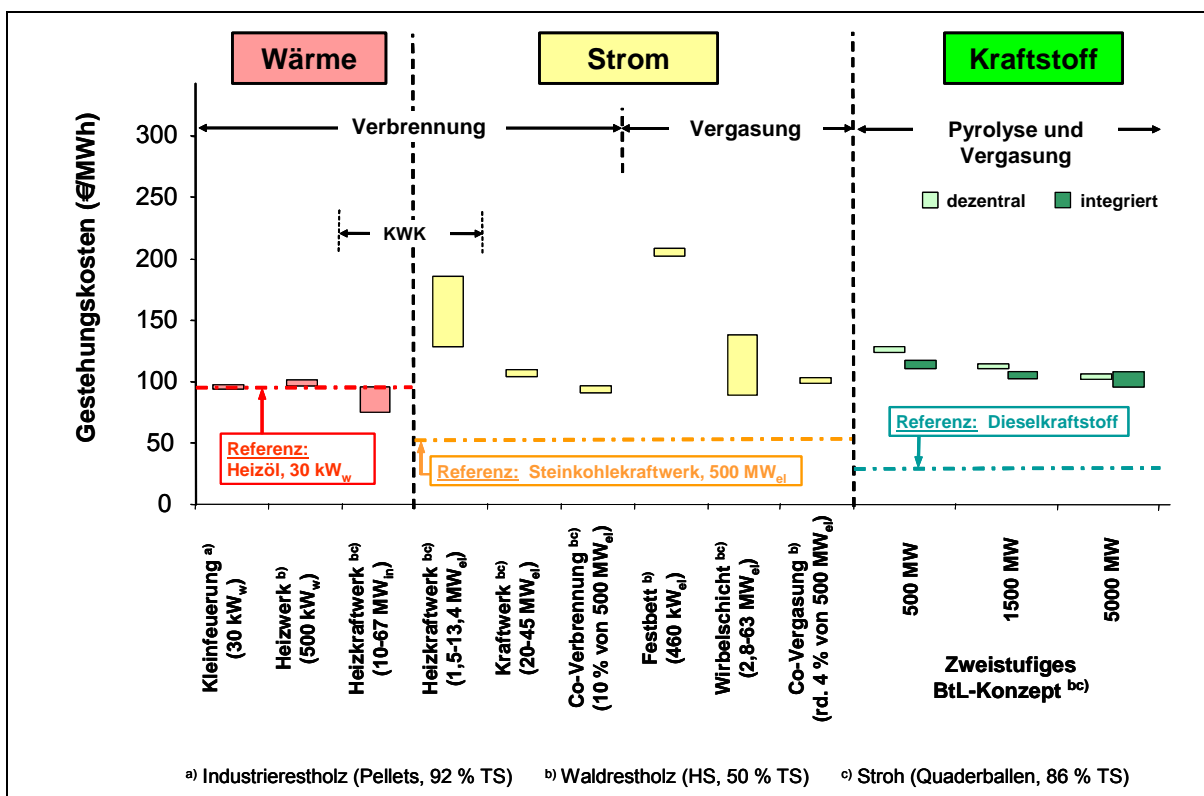 Wärme
Strom
Kraftstoff
Verbrennung
Vergasung
Pyrolyse und
Vergasung
dezentral
integriert
KWK
Gestehungskosten (€/MWh)
300
250
200
150
100
50
0
Referenz:
Heizöl, 30 kWw
Referenz: Steinkohlekraftwerk, 500 MWel
Referenz: Dieselkraftstoff
Kleinfeuerung a)
(30 kWw)
Heizwerk b)
(500 kWw)
Heizkraftwerk bc)
(10-67 MWin)
Heizkraftwerk bc)
(1,5-13,4 MWel)
Kraftwerk bc)
(20-45 MWel)
Co-Verbrennung bc)
(10 % von 500 MWel)
Festbett b)
(460 kWel)
Wirbelschicht bc)
(2,8-63 MWel)
Co-Vergasung b)
(rd. 4 % von 500 MWel)
500 MW
1500 MW
5000 MW
Zweistufiges
BtL-Konzept bc)
a) Industrierestholz (Pellets, 92 % TS) b) Waldrestholz (HS, 50 % TS) c) Stroh (Quaderballen, 86 % TS)